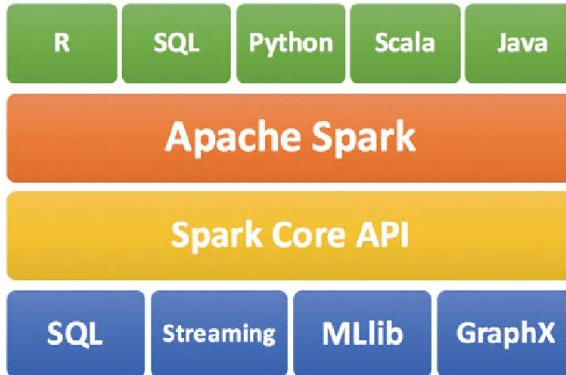 R SQL Python Scala Java
Apache Spark
Spark Core API
SQL Streaming MLlib GraphX